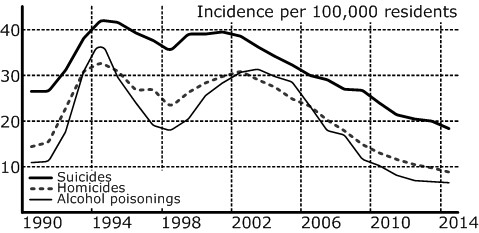 Incidence per 100,000 residents
40
30
20
10
Suicides
Homicides
Alcohol poisonings
1990 1994 1998 2002 2006 2010 2014